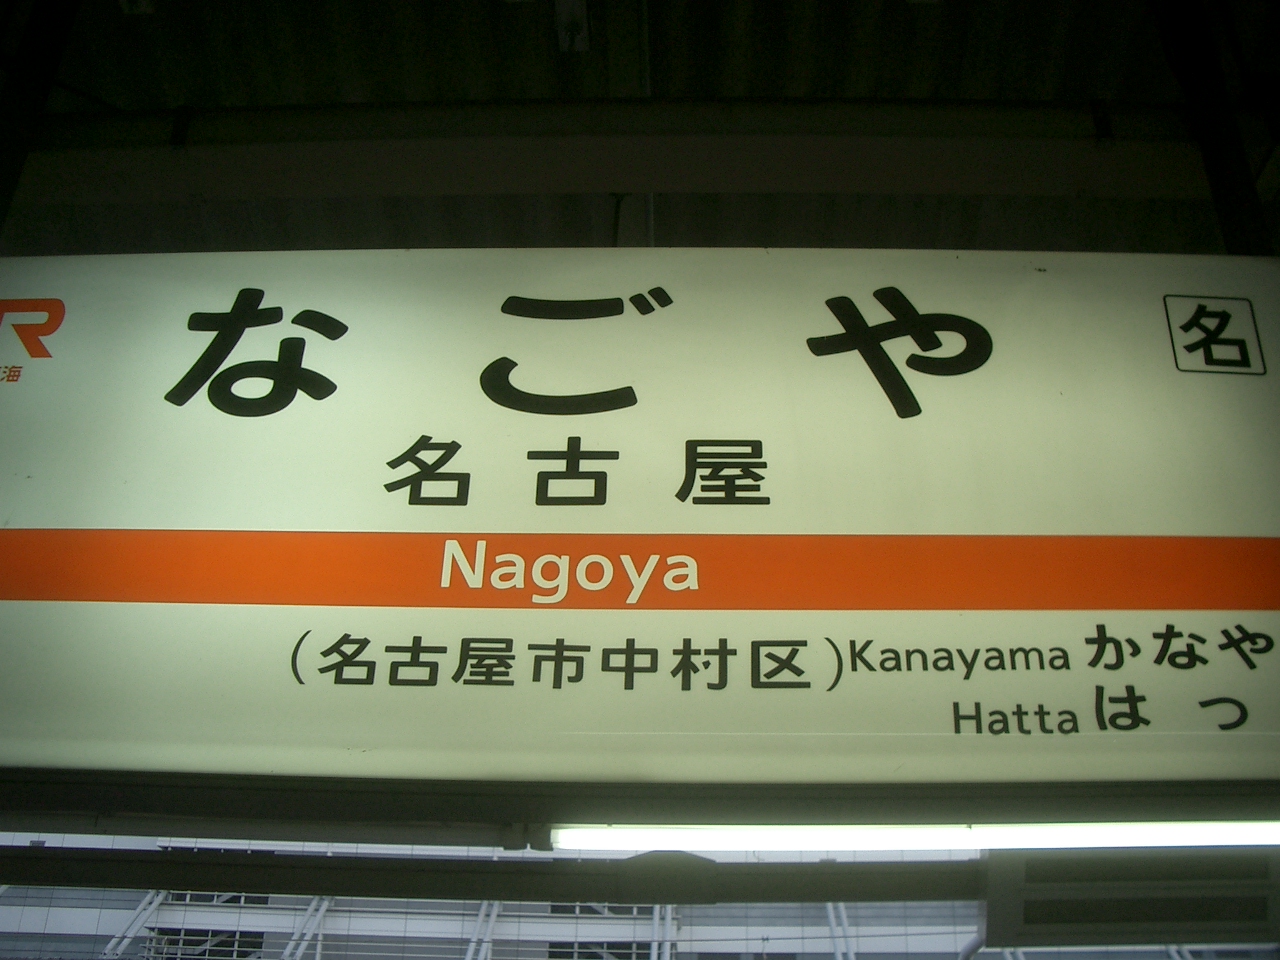 R
海
なごや
名
名古屋
Nagoya
(名古屋市中村区)
Kanayama かなや
Hatta はっ